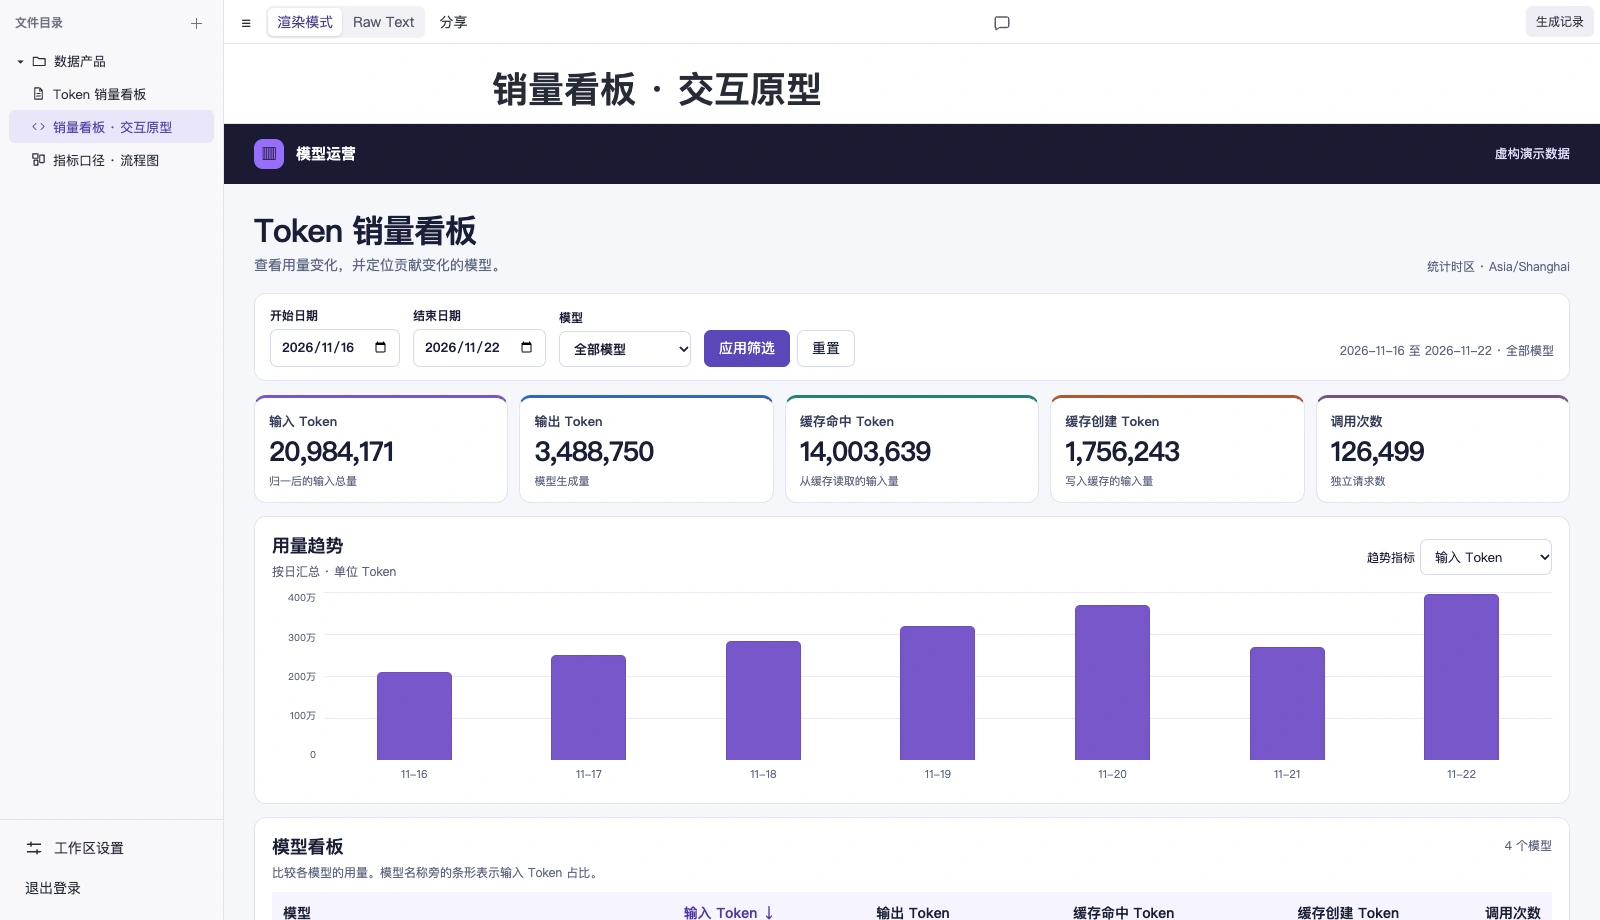 文件目录
数据产品
Token 销量看板
销量看板 · 交互原型
指标口径 · 流程图
工作区设置
退出登录
渲染模式 Raw Text 分享
生成记录
销量看板 · 交互原型
模型运营
虚构演示数据
Token 销量看板
查看用量变化，并定位贡献变化的模型。
统计时区 · Asia/Shanghai
开始日期 结束日期 模型
2026/11/16 2026/11/22 全部模型 应用筛选 重置
2026-11-16 至 2026-11-22 · 全部模型
输入 Token
20,984,171
归一后的输入总量
输出 Token
3,488,750
模型生成量
缓存命中 Token
14,003,639
从缓存读取的输入量
缓存创建 Token
1,756,243
写入缓存的输入量
调用次数
126,499
独立请求数
用量趋势
按日汇总 · 单位 Token
趋势指标 输入 Token
400万
300万
200万
100万
0
11-16 11-17 11-18 11-19 11-20 11-21 11-22
模型看板
4 个模型
比较各模型的用量。模型名称旁的条形表示输入 Token 占比。
模型 输入 Token ↓ 输出 Token 缓存命中 Token 缓存创建 Token 调用次数